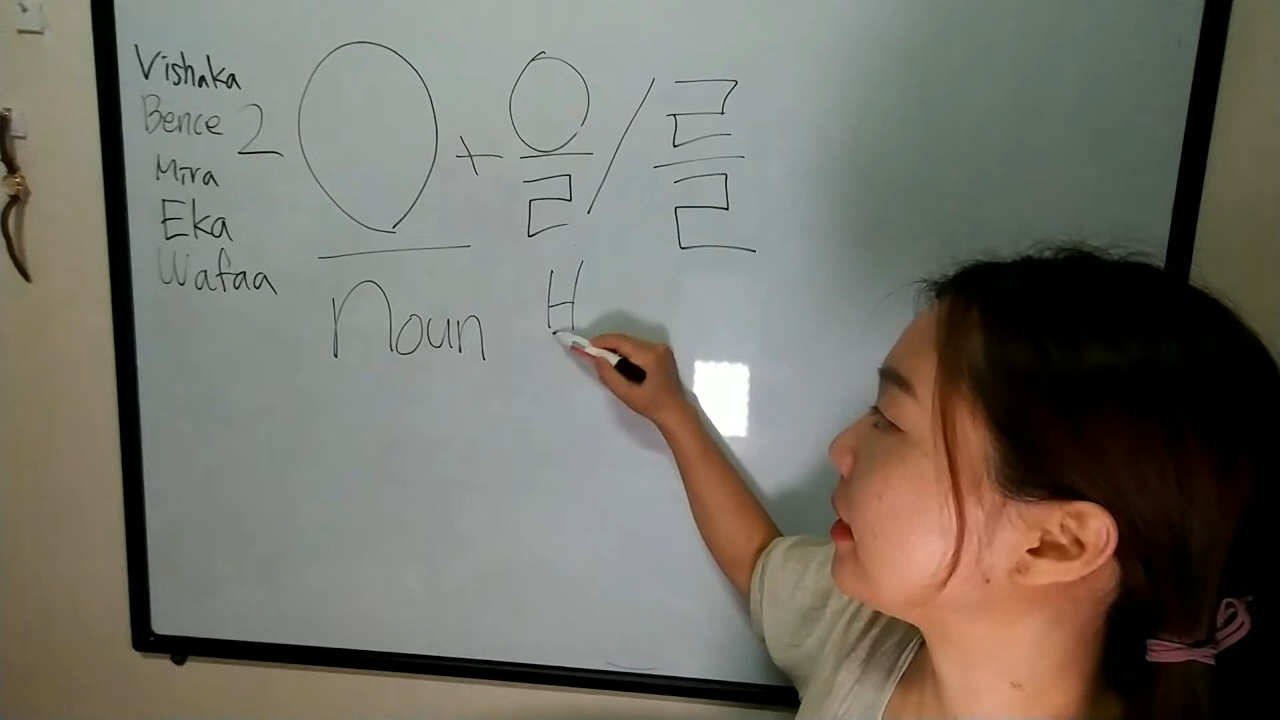 Vishaka
Bence
Mira
Eka
Wafaa
2 + 을 / 를
noun
H